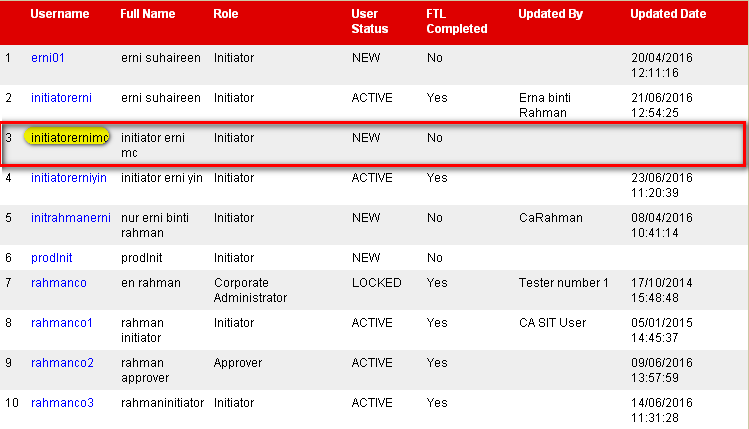 Username Full Name Role User Status FTL Completed Updated By Updated Date
1 erni01 erni suhaireen Initiator NEW No 20/04/2016 12:11:16
2 initiatorerni erni suhaireen Initiator ACTIVE Yes Erna binti Rahman 21/06/2016 12:54:25
3 initiatorernimc initiator erni mc Initiator NEW No
4 initiatorerniyin initiator erni yin Initiator ACTIVE Yes 23/06/2016 11:20:39
5 initrahmanerni nur erni binti rahman Initiator NEW No CaRahman 08/04/2016 10:41:14
6 prodInit prodInit Initiator NEW No
7 rahmanco en rahman Corporate Administrator LOCKED Yes Tester number 1 17/10/2014 15:48:48
8 rahmanco1 rahman initiator Initiator ACTIVE Yes CA SIT User 05/01/2015 14:45:37
9 rahmanco2 rahman approver Approver ACTIVE Yes 09/06/2016 13:57:59
10 rahmanco3 rahmaninitiator Initiator ACTIVE Yes 14/06/2016 11:31:28